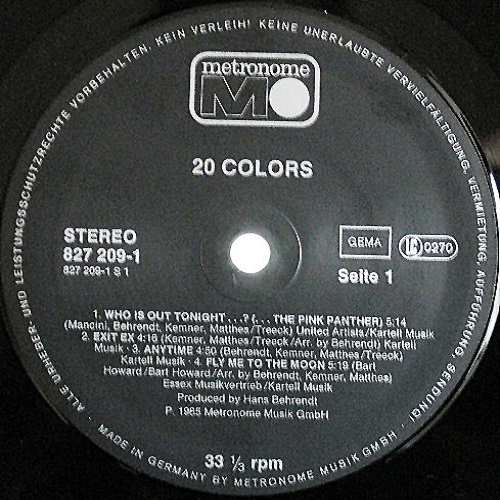 ALLE URHEBER- UND LEISTUNGSSCHUTZRECHTE VORBEHALTEN. KEIN VERLEIH! KEINE UNERLAUBTE VERVIELFÄLTIGUNG, VERMIETUNG, AUFFÜHRUNG, SENDUNG!
metronome
M
20 COLORS
STEREO
827 209-1
827 209-1 S 1
GEMA
LC 0270
Seite 1
1. WHO IS OUT TONIGHT . . .? (. . . THE PINK PANTHER) 5:14
(Mancini, Behrendt, Kemner, Matthes/Treeck) United Artists/Kartell Musik
2. EXIT EX 4:16 (Kemner, Matthes/Treeck/Arr. by Behrendt) Kartell
Musik · 3. ANYTIME 4:50 (Behrendt, Kemner, Matthes/Treeck)
Kartell Musik · 4. FLY ME TO THE MOON 5:19 (Bart
Howard/Bart Howard/Arr. by Behrendt, Kemner, Matthes)
Essex Musikvertrieb/Kartell Musik
Produced by Hans Behrendt
P. 1985 Metronome Musik GmbH
33 ⅓ rpm
· MADE IN GERMANY BY METRONOME MUSIK GMBH ·